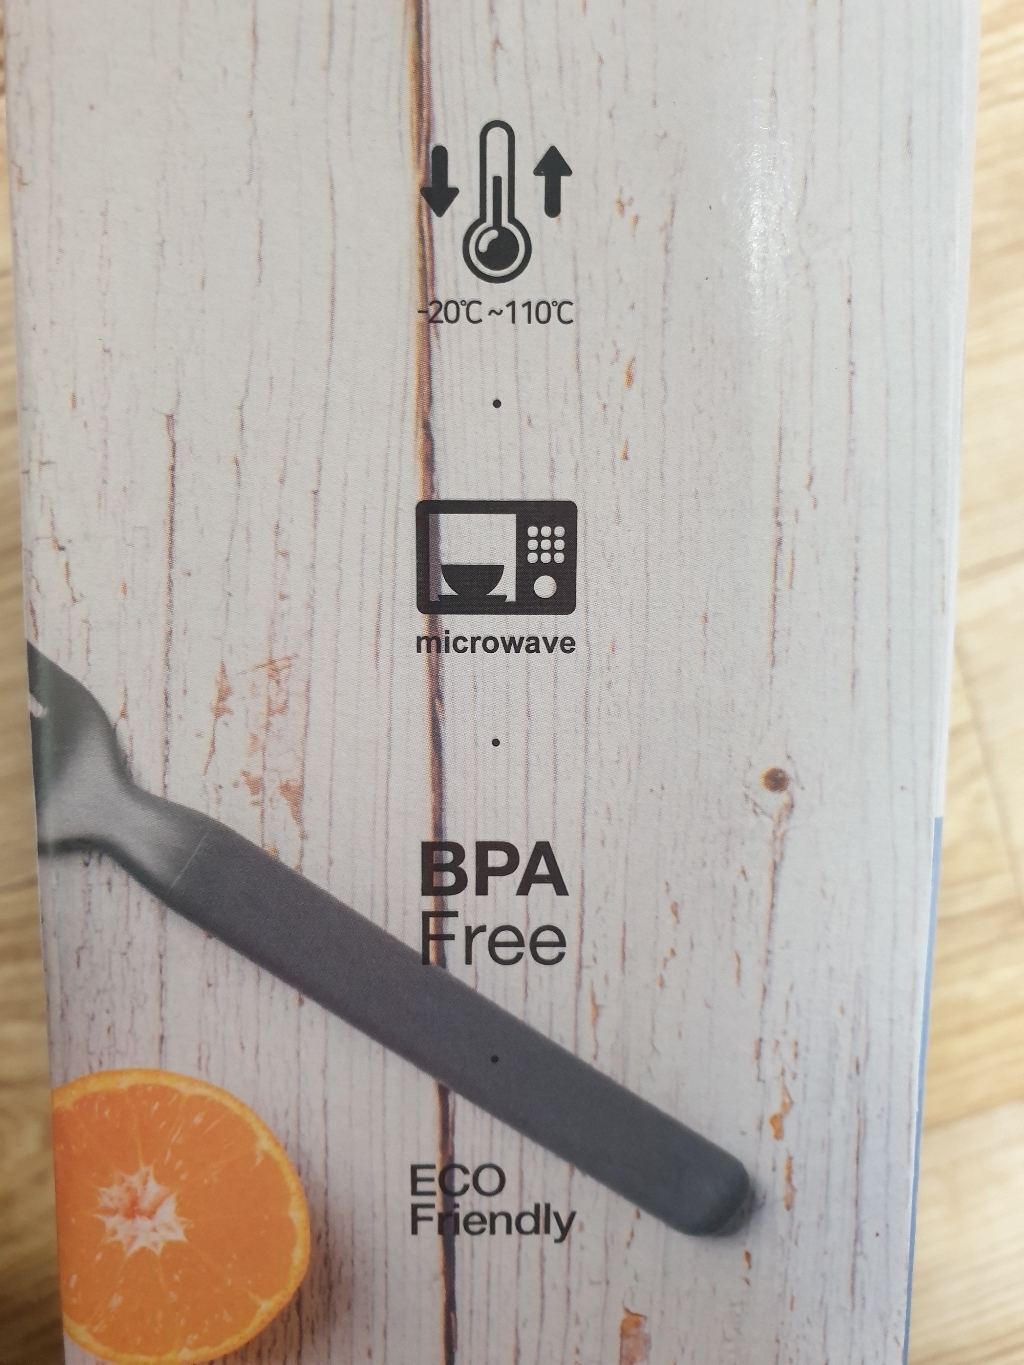 -20℃~110℃
microwave
BPA
Free
ECO
Friendly